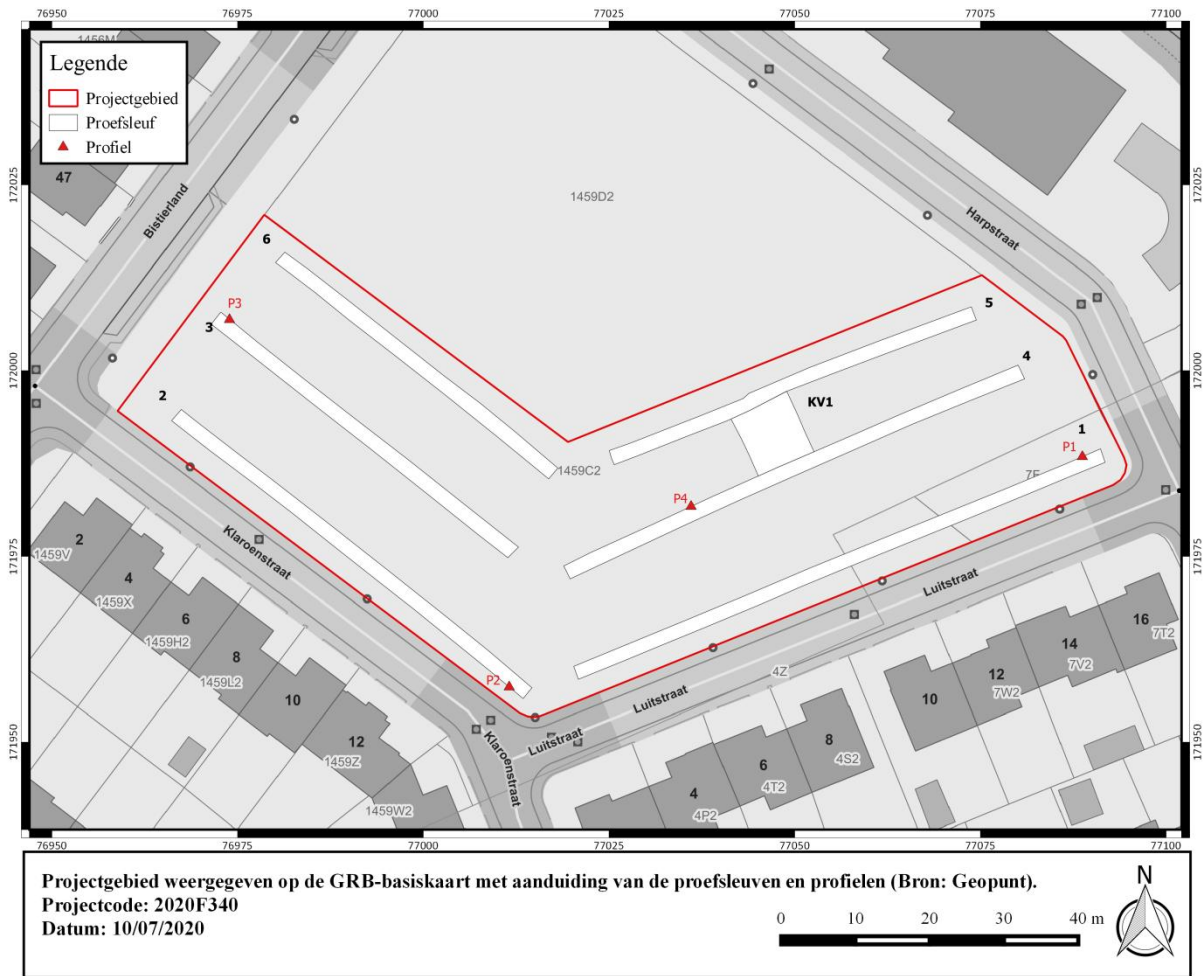 76950 76975 77000 77025 77050 77075 77100
1456M
Legende
Projectgebied
Proefsleuf
Profiel
47
172025
172025
Bistierland
1459D2
Harpstraat
6
P3
3
5
4
172000
172000
2
KV1
1
P1
1459C2
7F
P4
171975
171975
Klaroenstraat
Luitstraat
2
1459V
4
1459X
6
1459H2
8
1459L2
10
12
1459Z
1459W2
P2
Luitstraat
4Z
16
7T2
14
7V2
12
7W2
10
171950
171950
Klaroenstraat
Luitstraat
8
4S2
6
4T2
4
4P2
76950 76975 77000 77025 77050 77075 77100
Projectgebied weergegeven op de GRB-basiskaart met aanduiding van de proefsleuven en profielen (Bron: Geopunt).
Projectcode: 2020F340
Datum: 10/07/2020
0 10 20 30 40 m
N